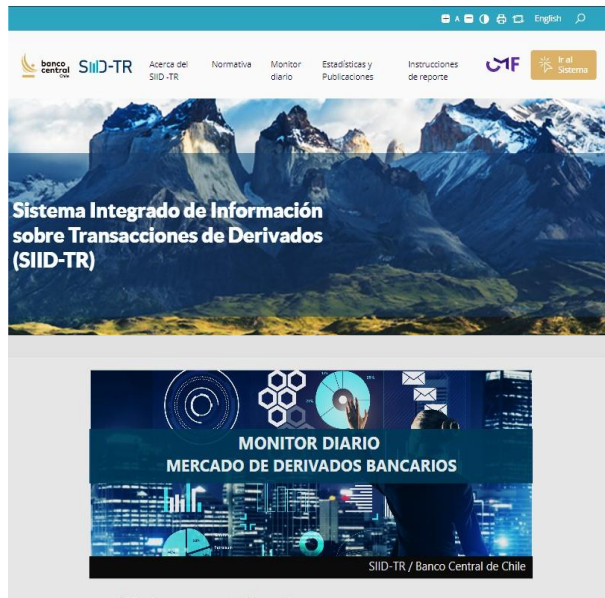 A
English
banco
central
Chile
SIID-TR
Acerca del
SIID -TR
Normativa
Monitor
diario
Estadísticas y
Publicaciones
Instrucciones
de reporte
CMF
Ir al
Sistema
Sistema Integrado de Información
sobre Transacciones de Derivados
(SIID-TR)
MONITOR DIARIO
MERCADO DE DERIVADOS BANCARIOS
SIID-TR / Banco Central de Chile